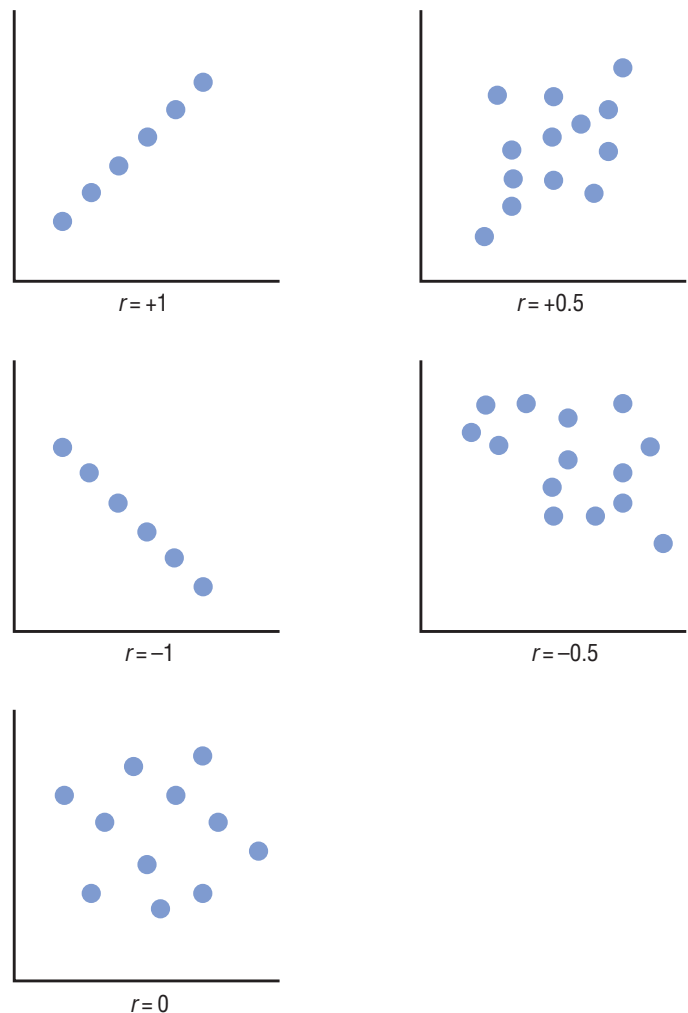 r = +1
r = +0.5
r = –1
r = –0.5
r = 0